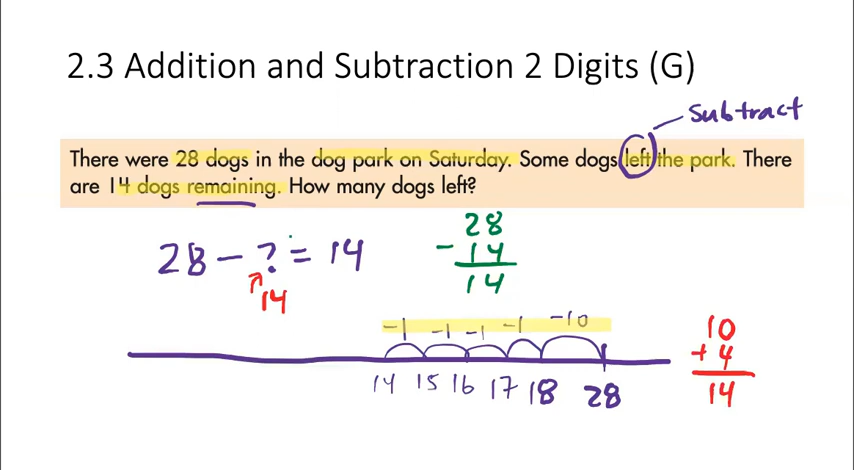 2.3 Addition and Subtraction 2 Digits (G)
Subtract
There were 28 dogs in the dog park on Saturday. Some dogs left the park. There
are 14 dogs remaining. How many dogs left?
28 - ? = 14
14
28
- 14
14
-1 -1 -1 -1 -10
14 15 16 17 18 28
10
+ 4
14